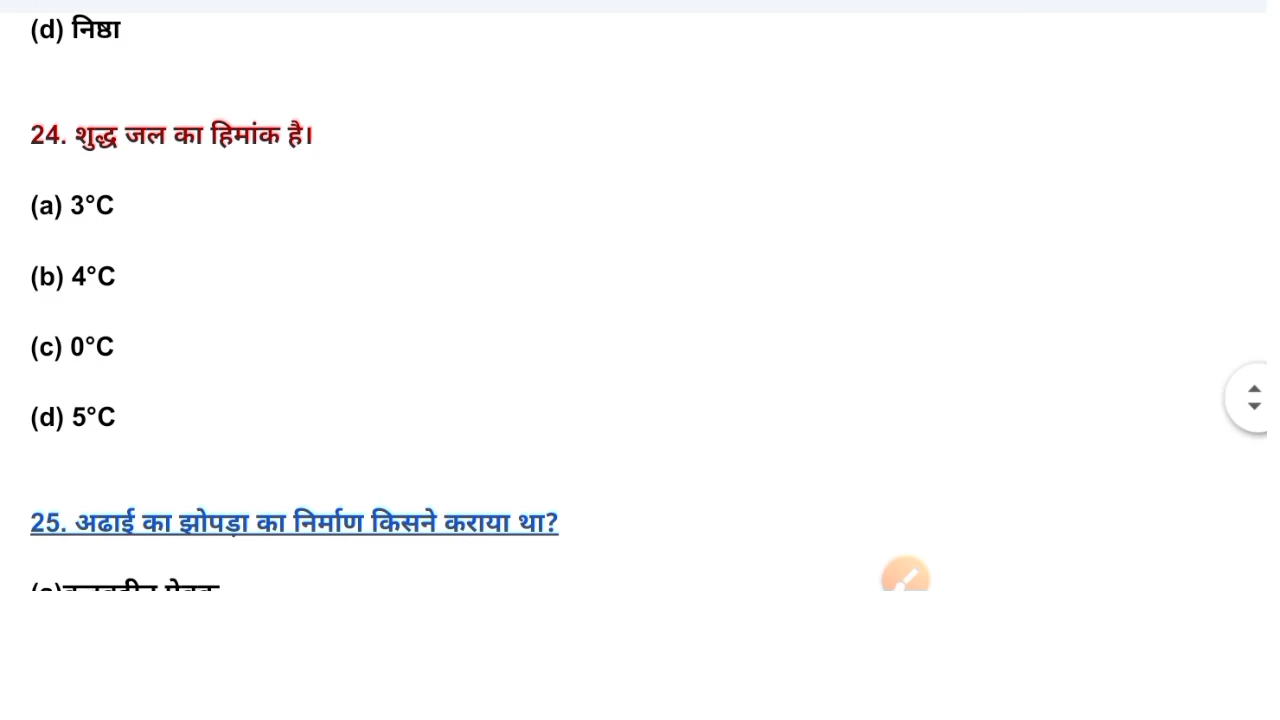 (d) निष्ठा
24. शुद्ध जल का हिमांक है।
(a) 3°C
(b) 4°C
(c) 0°C
(d) 5°C
25. अढाई का झोपड़ा का निर्माण किसने कराया था?